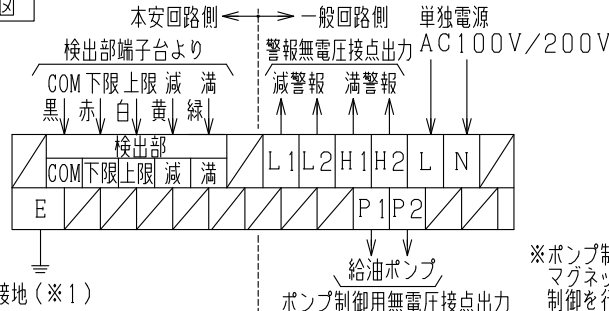 図
本安回路側 一般回路側 単独電源
検出部端子台より 警報無電圧接点出力 AC100V/200V
COM 下限 上限 減 満 減警報 満警報
黒 赤 白 黄 緑
検出部
COM 下限 上限 減 満 L1 L2 H1 H2 L N
E P1 P2
給油ポンプ
ポンプ制御用無電圧接点出力
接地(※1)
※ポンプ制
マグネッ
制御を行